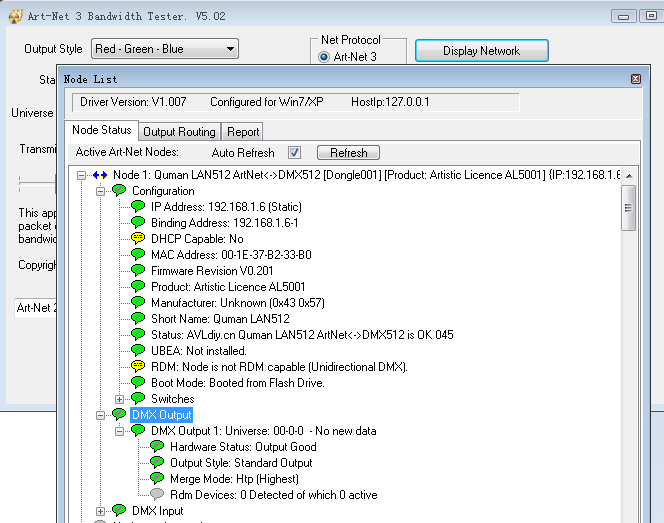 Art-Net 3 Bandwidth Tester. V5.02
Output Style
Red - Green - Blue
Net Protocol
Art-Net 3
Display Network
Sta
Node List
Driver Version: V1.007 Configured for Win7/XP HostIp:127.0.0.1
Universe
Node Status Output Routing Report
Transmi
Active Art-Net Nodes: Auto Refresh Refresh
Node 1: Quman LAN512 ArtNet<->DMX512 [Dongle001] [Product: Artistic Licence AL5001] {IP:192.168.1.6
Configuration
IP Address: 192.168.1.6 (Static)
Binding Address: 192.168.1.6-1
DHCP Capable: No
MAC Address: 00-1E-37-B2-33-B0
Firmware Revision V0.201
Product: Artistic Licence AL5001
Manufacturer: Unknown (0x43 0x57)
Short Name: Quman LAN512
Status: AVLdiy.cn Quman LAN512 ArtNet<->DMX512 is OK 045
UBEA: Not installed.
RDM: Node is not RDM capable (Unidirectional DMX).
Boot Mode: Booted from Flash Drive.
Switches
DMX Output
DMX Output 1: Universe: 00-0-0 - No new data
Hardware Status: Output Good
Output Style: Standard Output
Merge Mode: Htp (Highest)
Rdm Devices: 0 Detected of which 0 active
DMX Input
This app
packet o
bandwid
Copyrigh
Art-Net 2